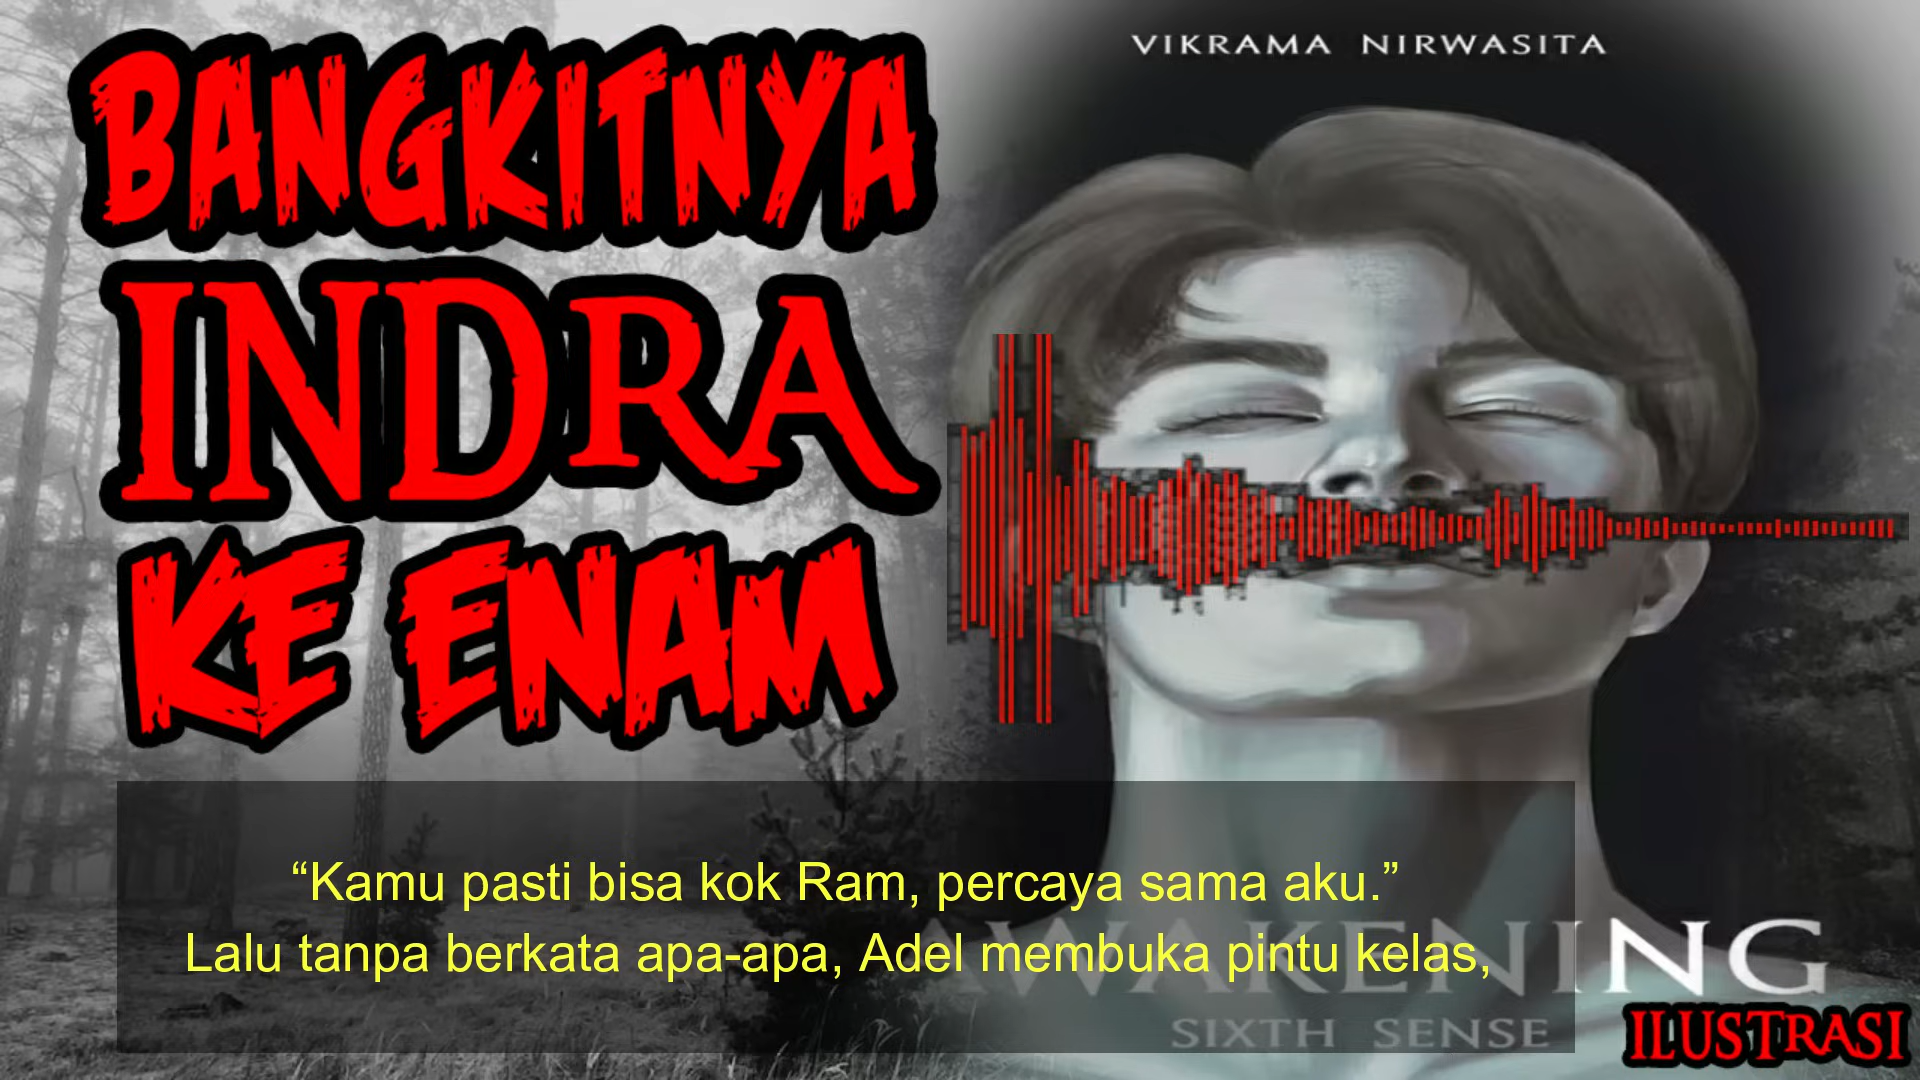 BANGKITNYA
INDRA
KE ENAM
VIKRAMA NIRWASITA
“Kamu pasti bisa kok Ram, percaya sama aku.”
Lalu tanpa berkata apa-apa, Adel membuka pintu kelas,
AWAKENING
SIXTH SENSE
ILUSTRASI